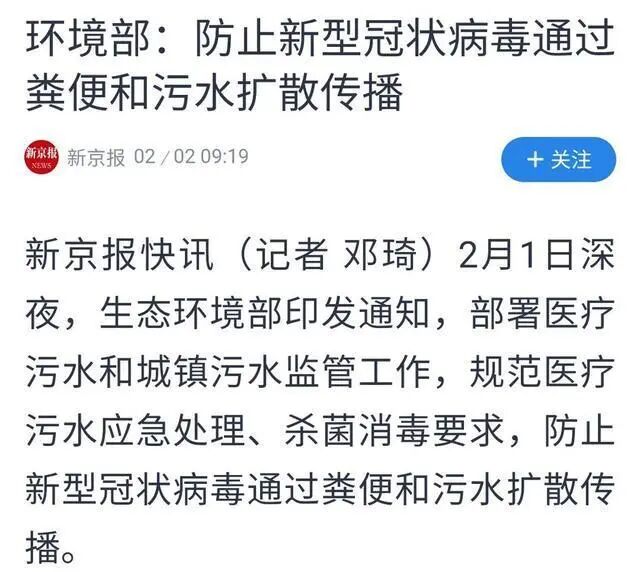 环境部：防止新型冠状病毒通过
粪便和污水扩散传播
新京报
NEWS
新京报 02/02 09:19
+ 关注
新京报快讯（记者 邓琦）2月1日深
夜，生态环境部印发通知，部署医疗
污水和城镇污水监管工作，规范医疗
污水应急处理、杀菌消毒要求，防止
新型冠状病毒通过粪便和污水扩散传
播。